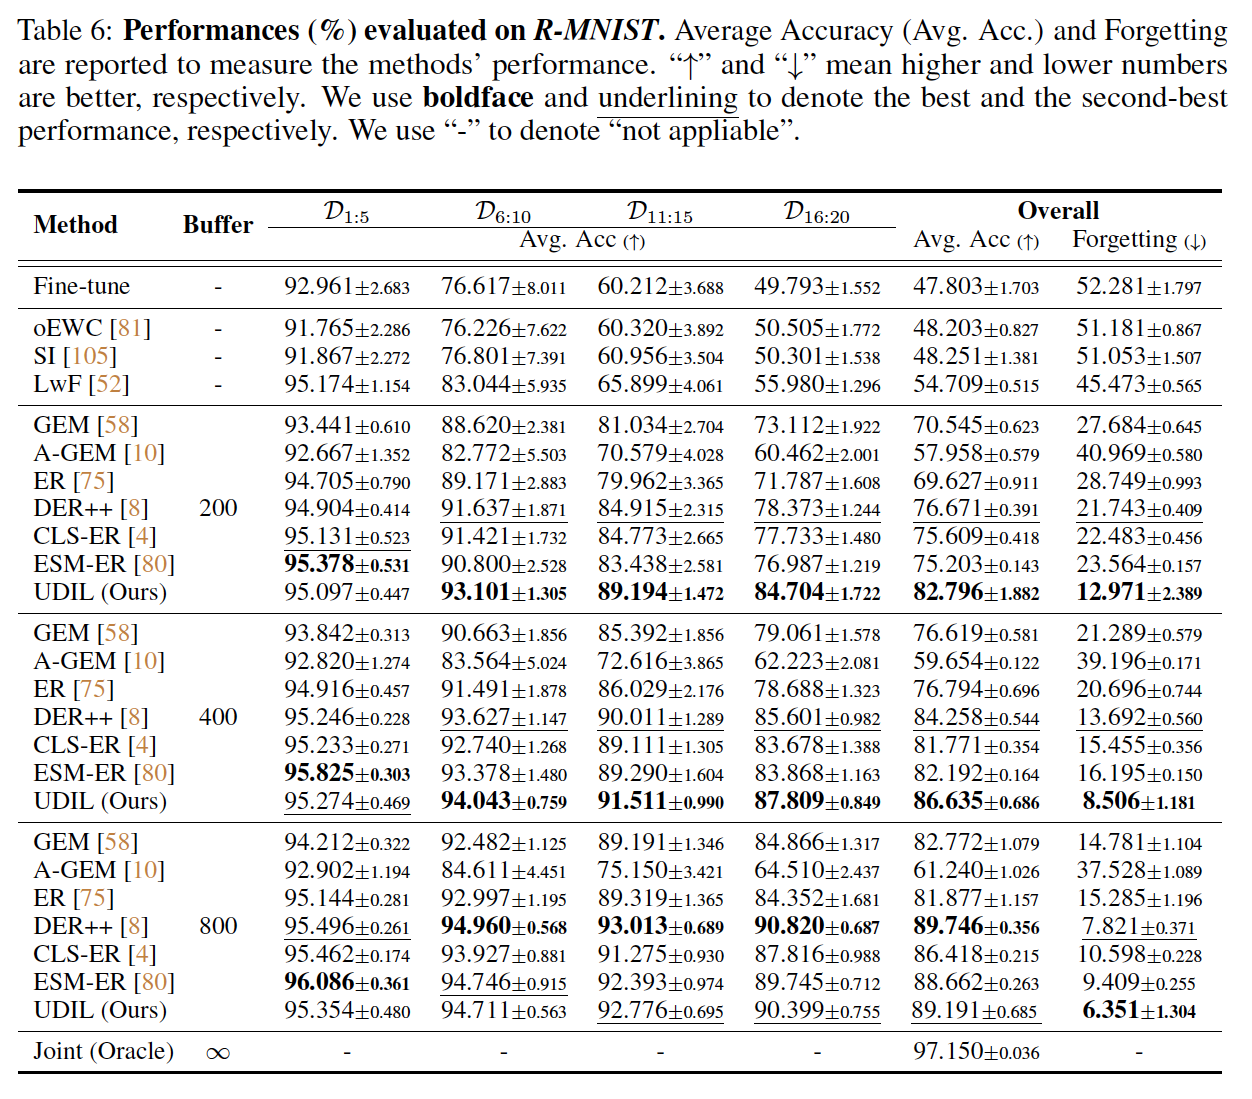 Table 6: Performances (%) evaluated on R-MNIST. Average Accuracy (Avg. Acc.) and Forgetting
are reported to measure the methods' performance. “↑” and “↓” mean higher and lower numbers
are better, respectively. We use boldface and underlining to denote the best and the second-best
performance, respectively. We use “-” to denote “not appliable”.
Method Buffer D1:5 D6:10 D11:15 D16:20 Overall
Avg. Acc (↑) Avg. Acc (↑) Forgetting (↓)
Fine-tune - 92.961±2.683 76.617±8.011 60.212±3.688 49.793±1.552 47.803±1.703 52.281±1.797
oEWC [81] - 91.765±2.286 76.226±7.622 60.320±3.892 50.505±1.772 48.203±0.827 51.181±0.867
SI [105] - 91.867±2.272 76.801±7.391 60.956±3.504 50.301±1.538 48.251±1.381 51.053±1.507
LwF [52] - 95.174±1.154 83.044±5.935 65.899±4.061 55.980±1.296 54.709±0.515 45.473±0.565
GEM [58] 93.441±0.610 88.620±2.381 81.034±2.704 73.112±1.922 70.545±0.623 27.684±0.645
A-GEM [10] 92.667±1.352 82.772±5.503 70.579±4.028 60.462±2.001 57.958±0.579 40.969±0.580
ER [75] 94.705±0.790 89.171±2.883 79.962±3.365 71.787±1.608 69.627±0.911 28.749±0.993
DER++ [8] 200 94.904±0.414 91.637±1.871 84.915±2.315 78.373±1.244 76.671±0.391 21.743±0.409
CLS-ER [4] 95.131±0.523 91.421±1.732 84.773±2.665 77.733±1.480 75.609±0.418 22.483±0.456
ESM-ER [80] 95.378±0.531 90.800±2.528 83.438±2.581 76.987±1.219 75.203±0.143 23.564±0.157
UDIL (Ours) 95.097±0.447 93.101±1.305 89.194±1.472 84.704±1.722 82.796±1.882 12.971±2.389
GEM [58] 93.842±0.313 90.663±1.856 85.392±1.856 79.061±1.578 76.619±0.581 21.289±0.579
A-GEM [10] 92.820±1.274 83.564±5.024 72.616±3.865 62.223±2.081 59.654±0.122 39.196±0.171
ER [75] 94.916±0.457 91.491±1.878 86.029±2.176 78.688±1.323 76.794±0.696 20.696±0.744
DER++ [8] 400 95.246±0.228 93.627±1.147 90.011±1.289 85.601±0.982 84.258±0.544 13.692±0.560
CLS-ER [4] 95.233±0.271 92.740±1.268 89.111±1.305 83.678±1.388 81.771±0.354 15.455±0.356
ESM-ER [80] 95.825±0.303 93.378±1.480 89.290±1.604 83.868±1.163 82.192±0.164 16.195±0.150
UDIL (Ours) 95.274±0.469 94.043±0.759 91.511±0.990 87.809±0.849 86.635±0.686 8.506±1.181
GEM [58] 94.212±0.322 92.482±1.125 89.191±1.346 84.866±1.317 82.772±1.079 14.781±1.104
A-GEM [10] 92.902±1.194 84.611±4.451 75.150±3.421 64.510±2.437 61.240±1.026 37.528±1.089
ER [75] 95.144±0.281 92.997±1.195 89.319±1.365 84.352±1.681 81.877±1.157 15.285±1.196
DER++ [8] 800 95.496±0.261 94.960±0.568 93.013±0.689 90.820±0.687 89.746±0.356 7.821±0.371
CLS-ER [4] 95.462±0.174 93.927±0.881 91.275±0.930 87.816±0.988 86.418±0.215 10.598±0.228
ESM-ER [80] 96.086±0.361 94.746±0.915 92.393±0.974 89.745±0.712 88.662±0.263 9.409±0.255
UDIL (Ours) 95.354±0.480 94.711±0.563 92.776±0.695 90.399±0.755 89.191±0.685 6.351±1.304
Joint (Oracle) ∞ - - - - 97.150±0.036 -